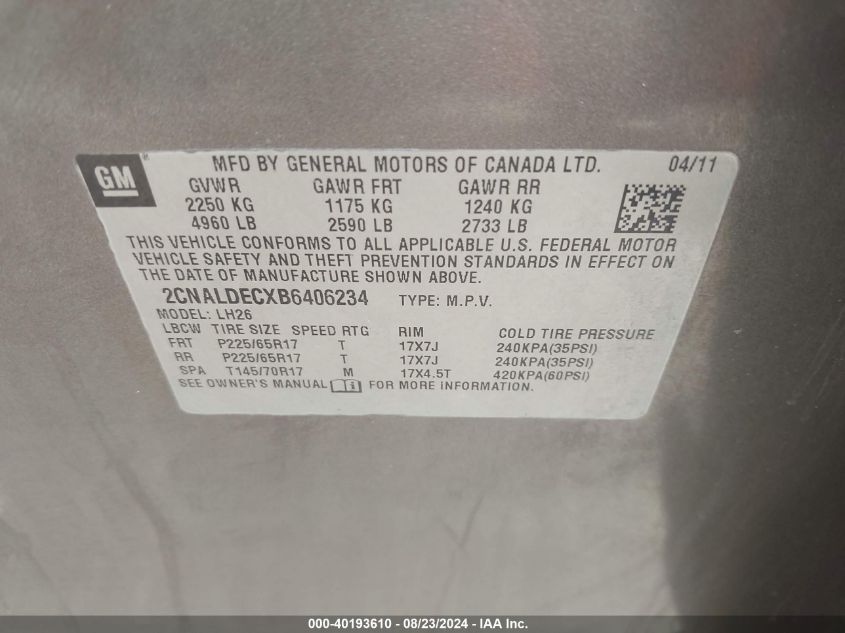 GM ® MFD BY GENERAL MOTORS OF CANADA LTD. 04/11
GVWR GAWR FRT GAWR RR
2250 KG 1175 KG 1240 KG
4960 LB 2590 LB 2733 LB
THIS VEHICLE CONFORMS TO ALL APPLICABLE U.S. FEDERAL MOTOR
VEHICLE SAFETY AND THEFT PREVENTION STANDARDS IN EFFECT ON
THE DATE OF MANUFACTURE SHOWN ABOVE.
2CNALDECXB6406234 TYPE: M.P.V.
MODEL: LH26
LBCW TIRE SIZE SPEED RTG RIM COLD TIRE PRESSURE
FRT P225/65R17 T 17X7J 240KPA(35PSI)
RR P225/65R17 T 17X7J 240KPA(35PSI)
SPA T145/70R17 M 17X4.5T 420KPA(60PSI)
SEE OWNER'S MANUAL FOR MORE INFORMATION.
000-40193610 - 08/23/2024 - IAA Inc.